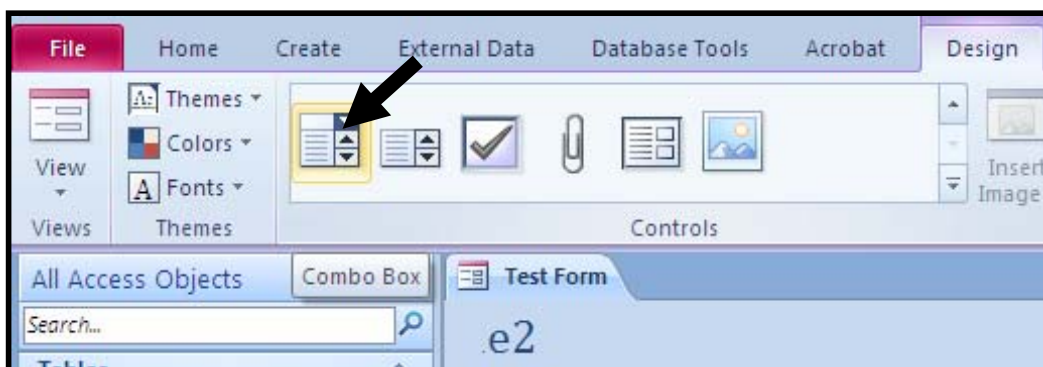 File Home Create External Data Database Tools Acrobat Design
View
Themes
Colors
Fonts
Insert
Image
Views Themes Controls
All Access Objects
Combo Box
Test Form
Search...
e2
Tables